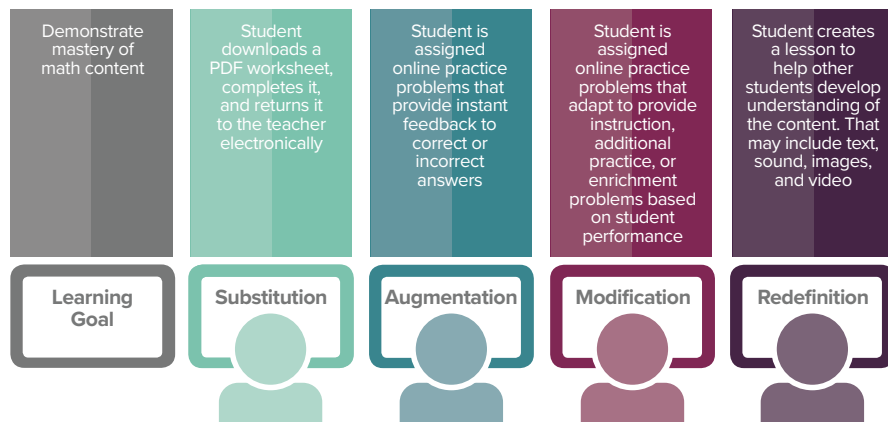 Demonstrate
mastery of
math content
Student
downloads a
PDF worksheet,
completes it,
and returns it
to the teacher
electronically
Student is
assigned
online practice
problems that
provide instant
feedback to
correct or
incorrect
answers
Student is
assigned
online practice
problems that
adapt to provide
instruction,
additional
practice, or
enrichment
problems based
on student
performance
Student creates
a lesson to
help other
students develop
understanding of
the content. That
may include text,
sound, images,
and video
Learning
Goal
Substitution
Augmentation
Modification
Redefinition